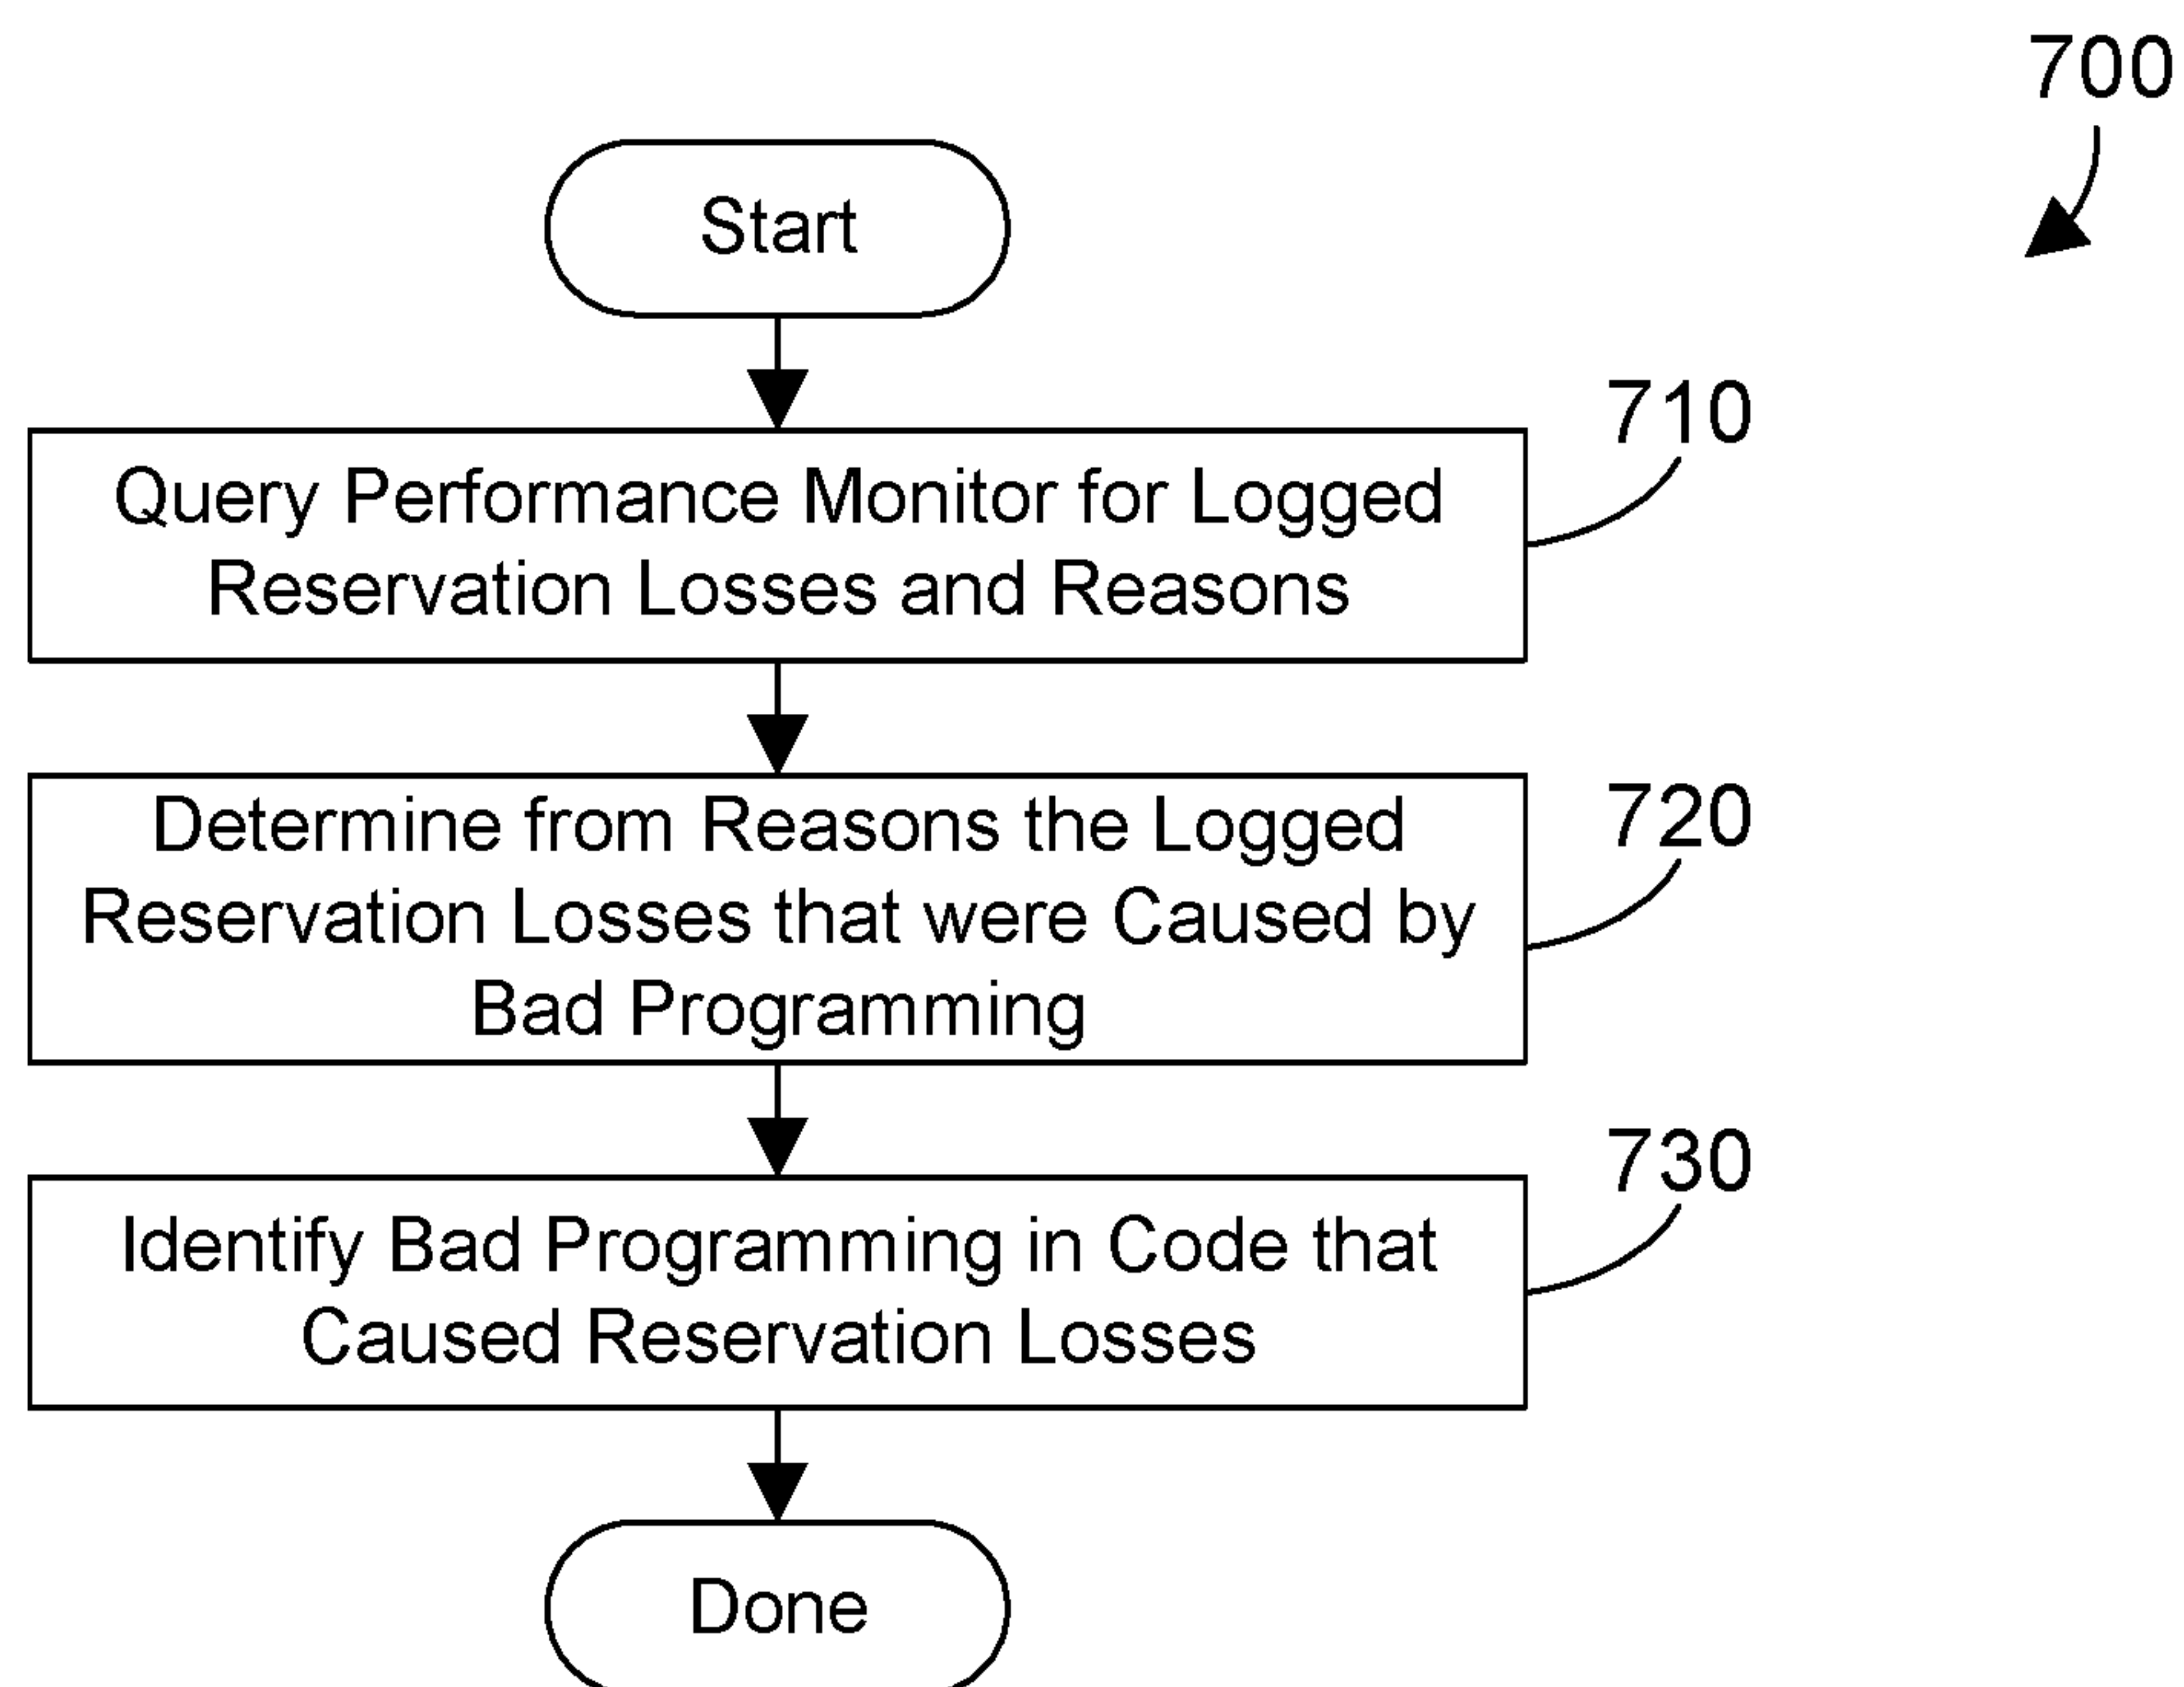 700
Start
710
Query Performance Monitor for Logged
Reservation Losses and Reasons
720
Determine from Reasons the Logged
Reservation Losses that were Caused by
Bad Programming
730
Identify Bad Programming in Code that
Caused Reservation Losses
Done